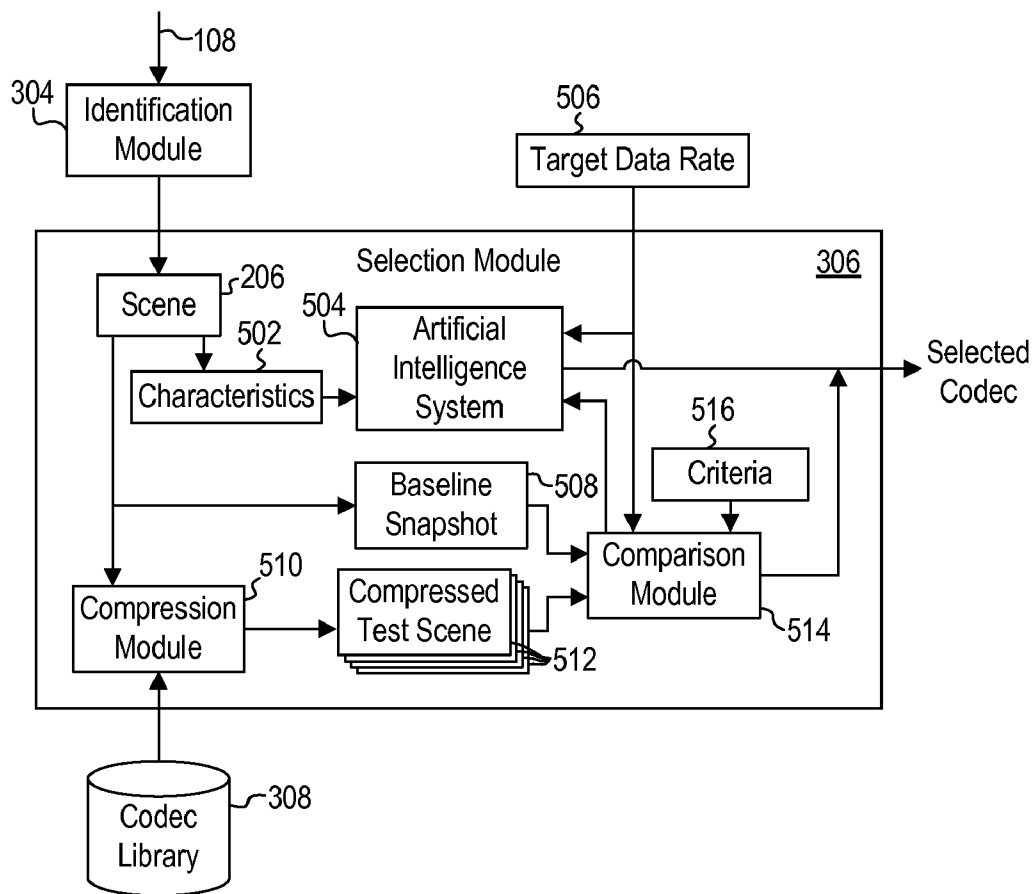 108
304
Identification
Module
506
Target Data Rate
Selection Module
306
Scene
206
504
Artificial
Intelligence
System
502
Characteristics
Selected
Codec
516
Criteria
Baseline
Snapshot
508
Comparison
Module
514
510
Compression
Module
Compressed
Test Scene
512
Codec
Library
308